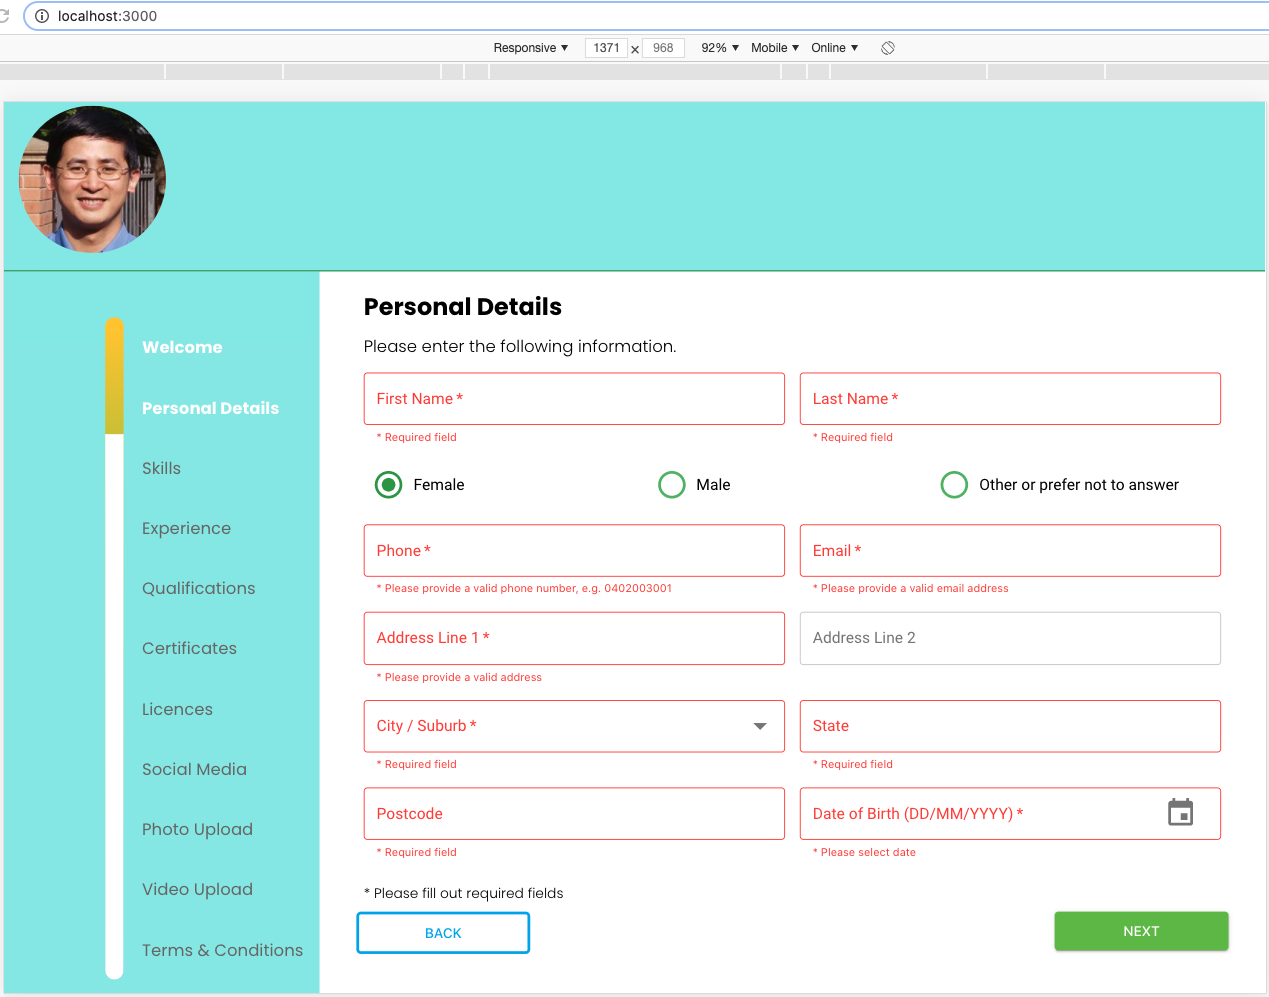 localhost:3000
Responsive ▼ 1371 × 968 92% ▼ Mobile ▼ Online ▼
Welcome
Personal Details
Skills
Experience
Qualifications
Certificates
Licences
Social Media
Photo Upload
Video Upload
Terms & Conditions
Personal Details
Please enter the following information.
First Name *
Last Name *
* Required field
* Required field
Female
Male
Other or prefer not to answer
Phone *
Email *
* Please provide a valid phone number, e.g. 0402003001
* Please provide a valid email address
Address Line 1 *
Address Line 2
* Please provide a valid address
City / Suburb *
State
* Required field
* Required field
Postcode
Date of Birth (DD/MM/YYYY) *
* Required field
* Please select date
* Please fill out required fields
BACK
NEXT